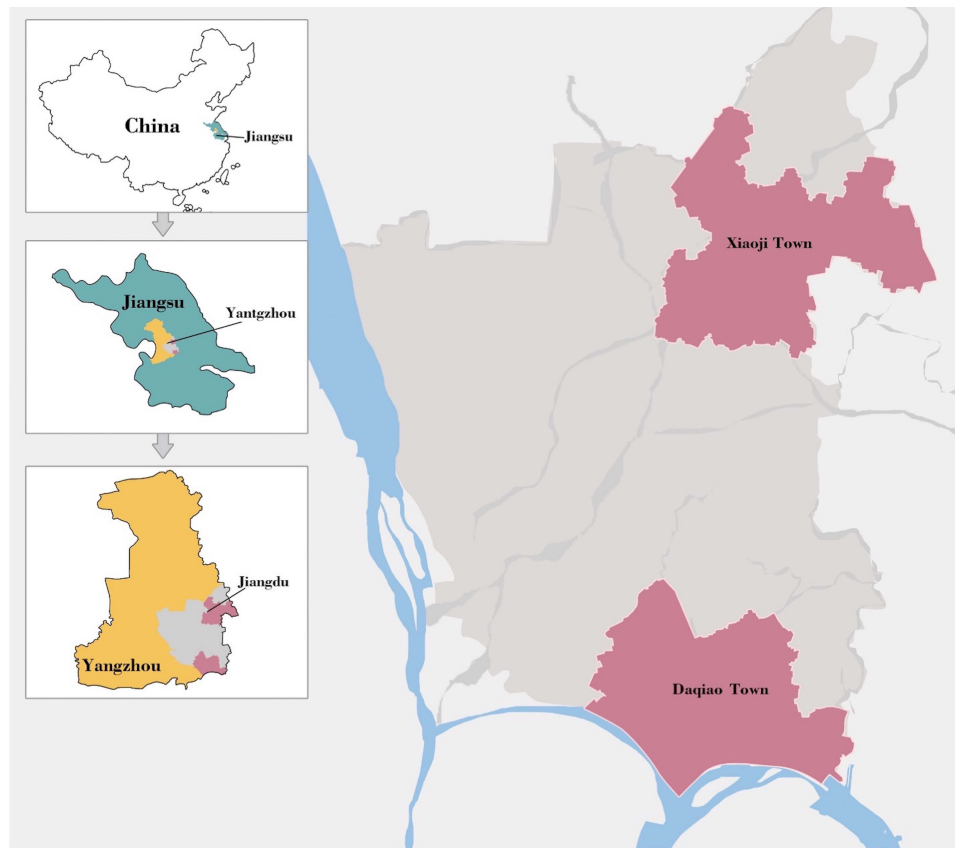 China
Jiangsu
Jiangsu
Yantgzhou
Jiangdu
Yangzhou
Xiaoji Town
Daqiao Town